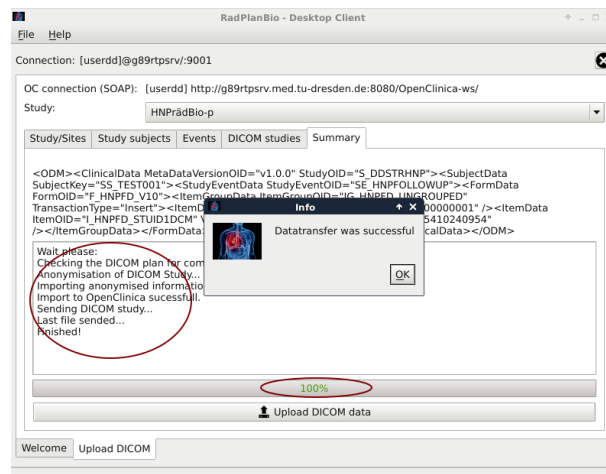 RadPlanBio - Desktop Client
File Help
Connection: [userdd]@g89rtpsrv/:9001
OC connection (SOAP): [userdd] http://g89rtpsrv.med.tu-dresden.de:8080/OpenClinica-ws/
Study: HNPrädBio-p
Study/Sites Study subjects Events DICOM studies Summary
<ODM><ClinicalData MetaDataVersionOID="v1.0.0" StudyOID="S_DDSTRHNP"><SubjectData
SubjectKey="SS_TEST001"><StudyEventData StudyEventOID="SE_HNPFOLLOWUP"><FormData
FormOID="F_HNPFD_V10"><ItemGroupData ItemGroupOID="IG_HNPFD_UNGROUPED"
TransactionType="Insert"><ItemD 00000001" /><ItemData
ItemOID="I_HNPFD_STUID1DCM" 5410240954"
/></ItemGroupData></FormData> calData></ODM>
Info
Datatransfer was successful
OK
Wait please:
Checking the DICOM plan for com
Anonymisation of DICOM Study...
Importing anonymised informatio
Import to OpenClinica sucessfull.
Sending DICOM study...
Last file sended...
Finished!
100%
Upload DICOM data
Welcome Upload DICOM